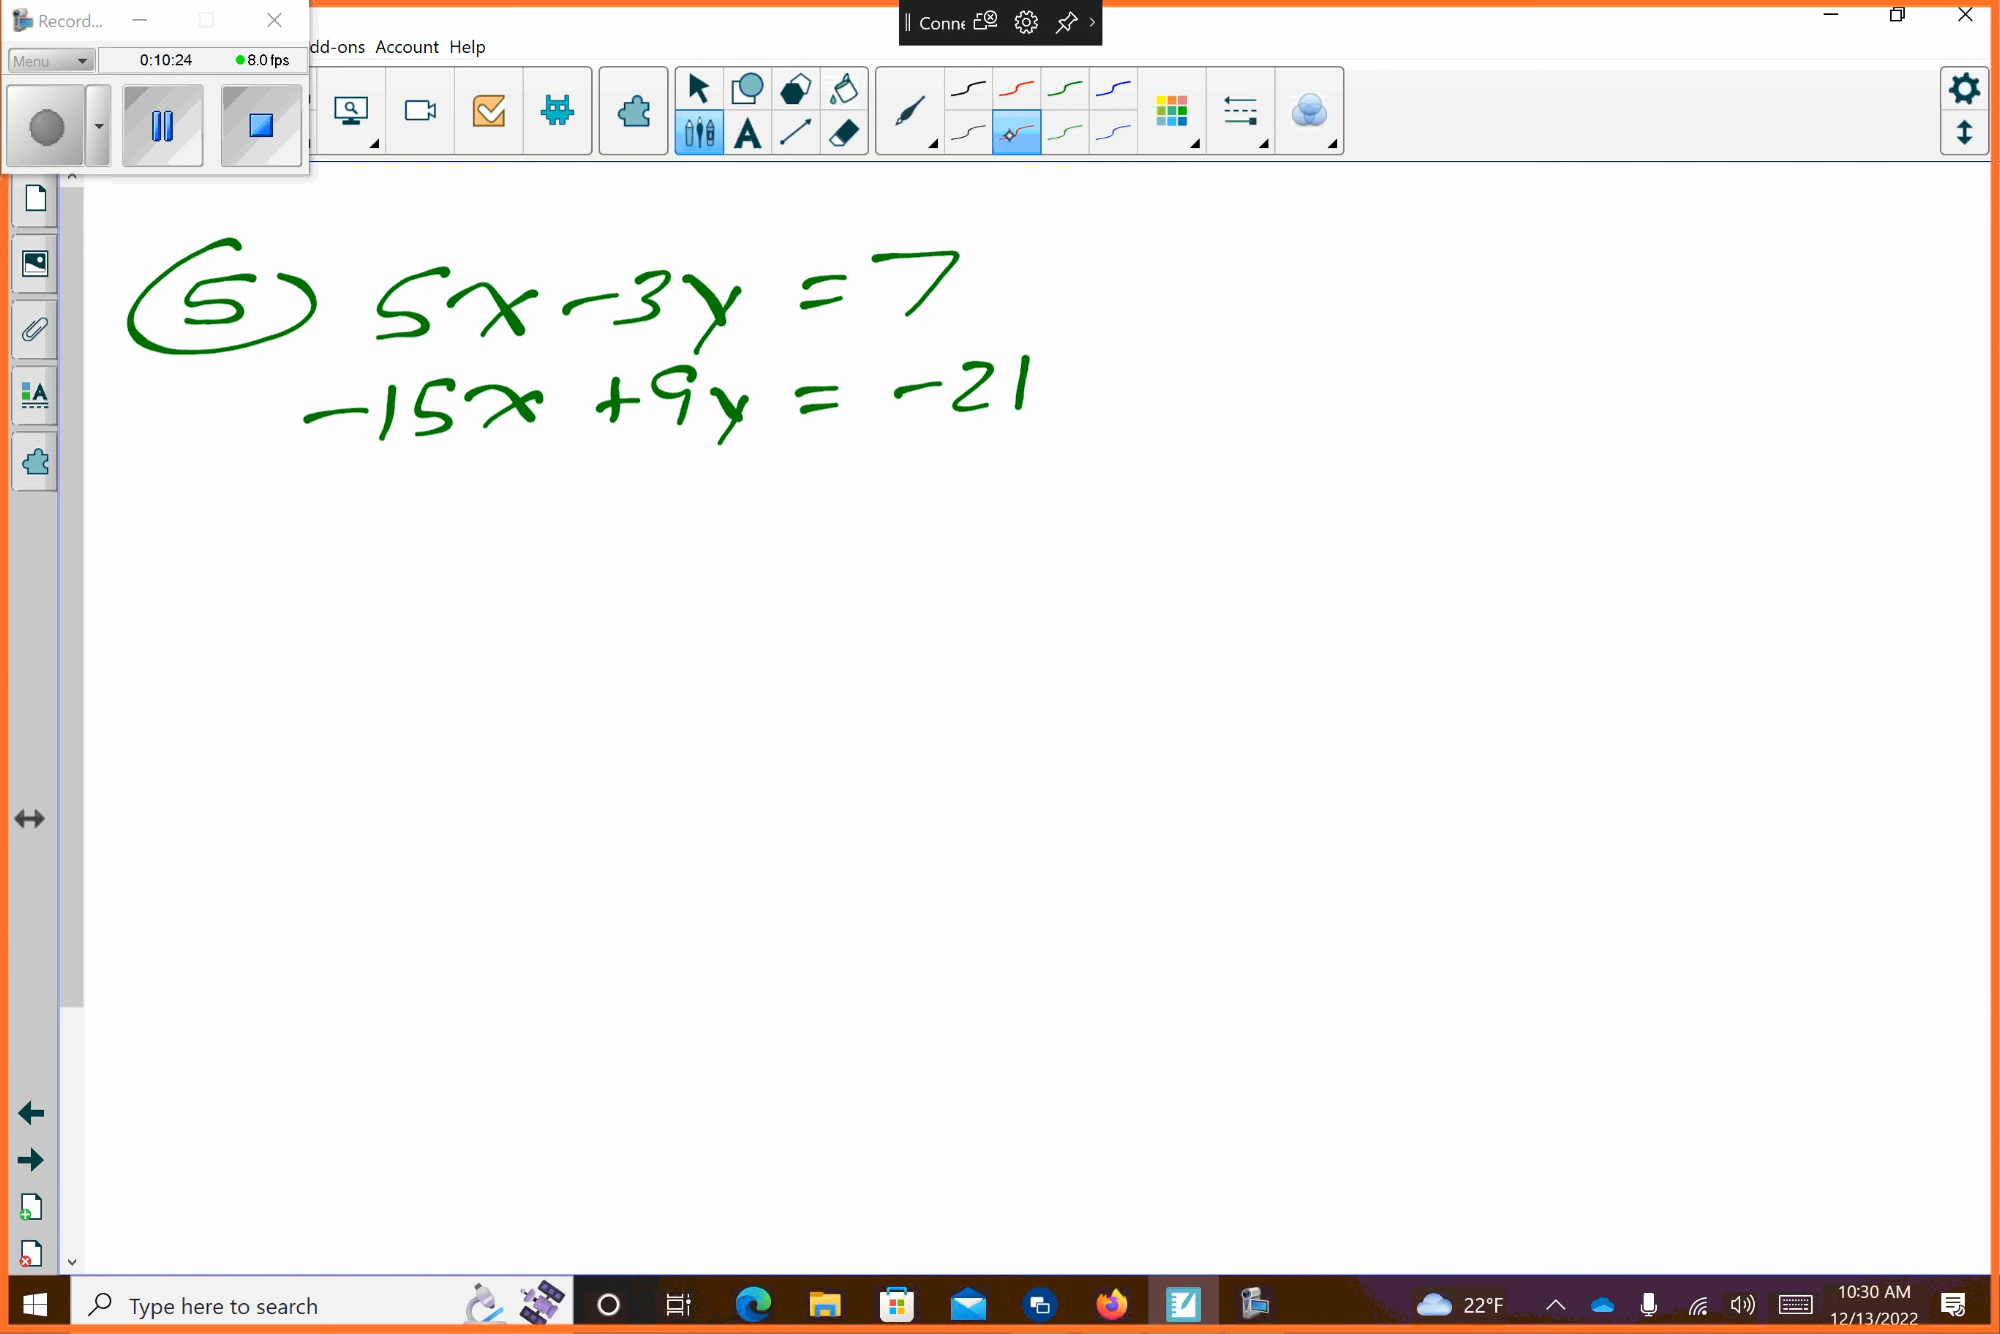 Record...
Conne
Menu
0:10:24
8.0 fps
dd-ons Account Help
A
A
⑤ 5x - 3y = 7
-15x + 9y = -21
Type here to search
22°F
10:30 AM
12/13/2022